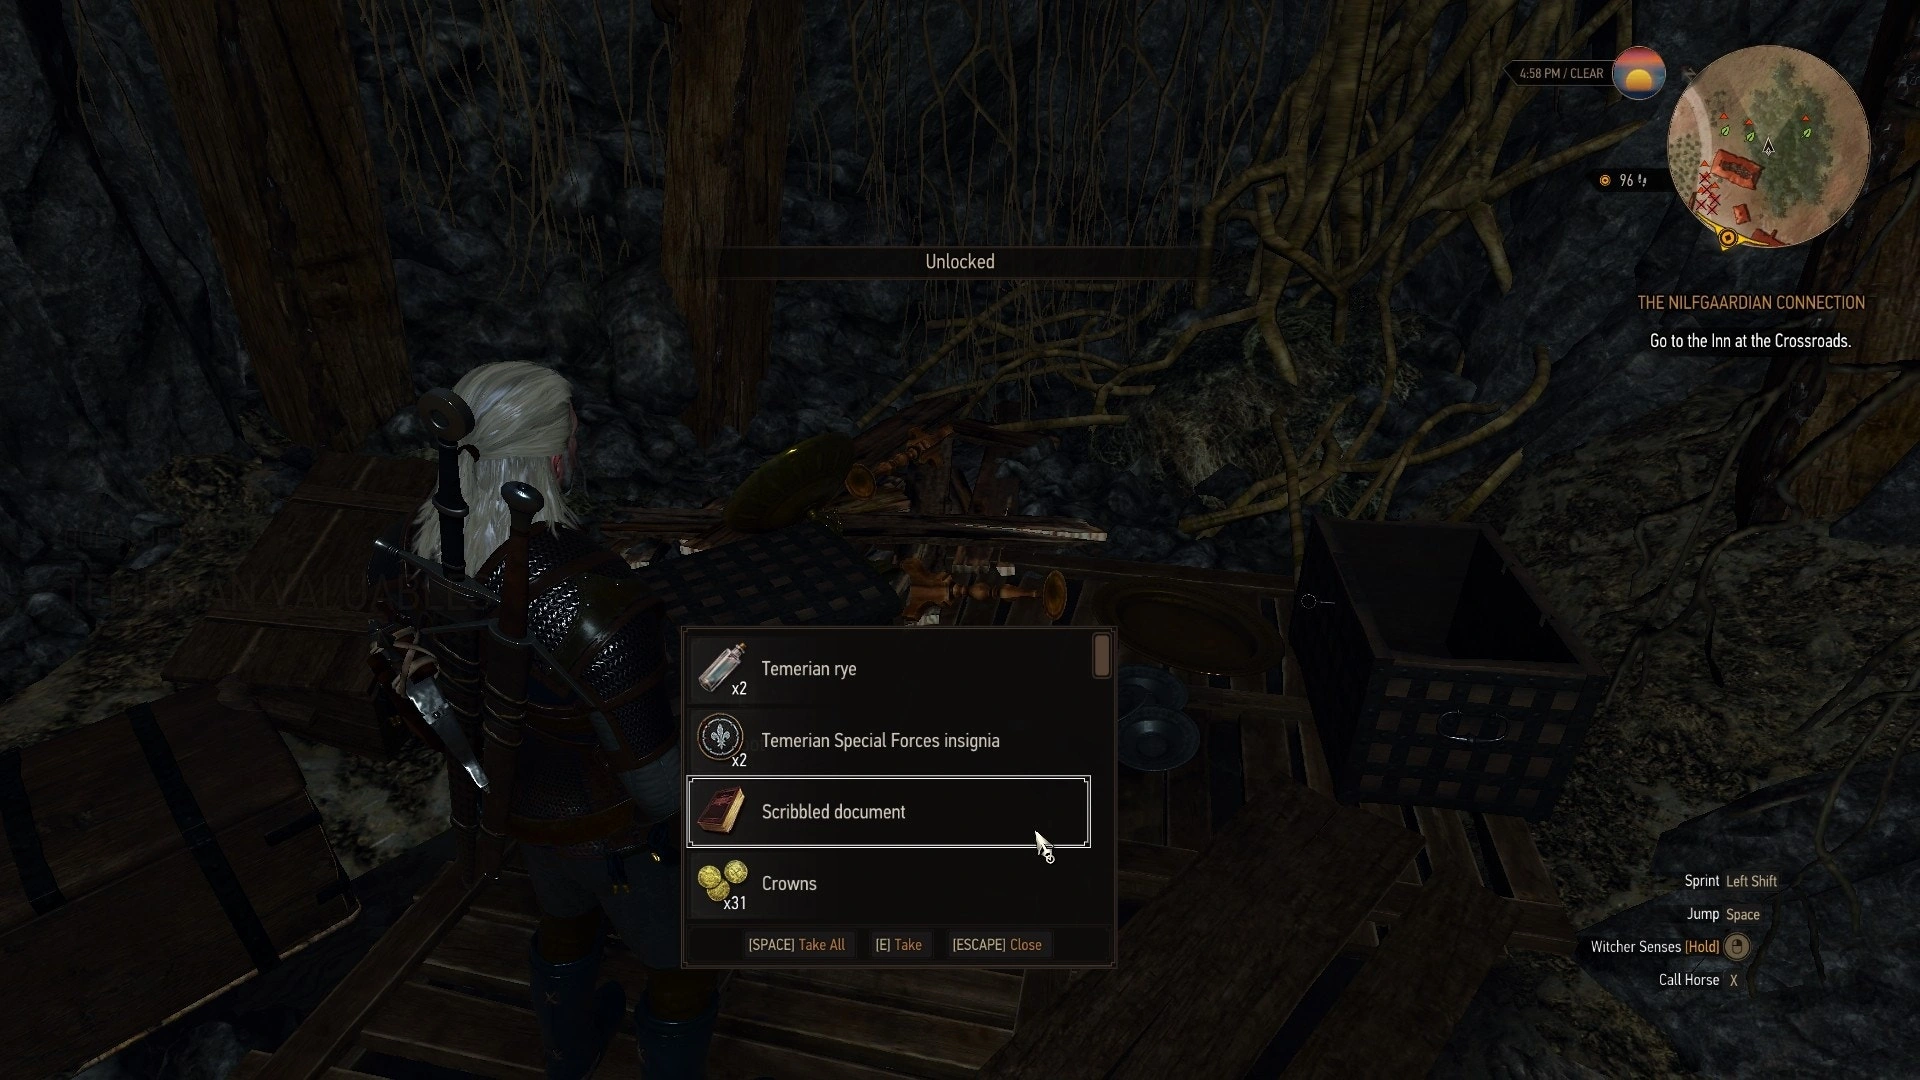 4:58 PM / CLEAR
96
Unlocked
THE NILFGAARDIAN CONNECTION
Go to the Inn at the Crossroads.
TEMERIAN VALUABLES
x2 Temerian rye
x2 Temerian Special Forces insignia
Scribbled document
x31 Crowns
[SPACE] Take All [E] Take [ESCAPE] Close
Sprint Left Shift
Jump Space
Witcher Senses [Hold]
Call Horse X